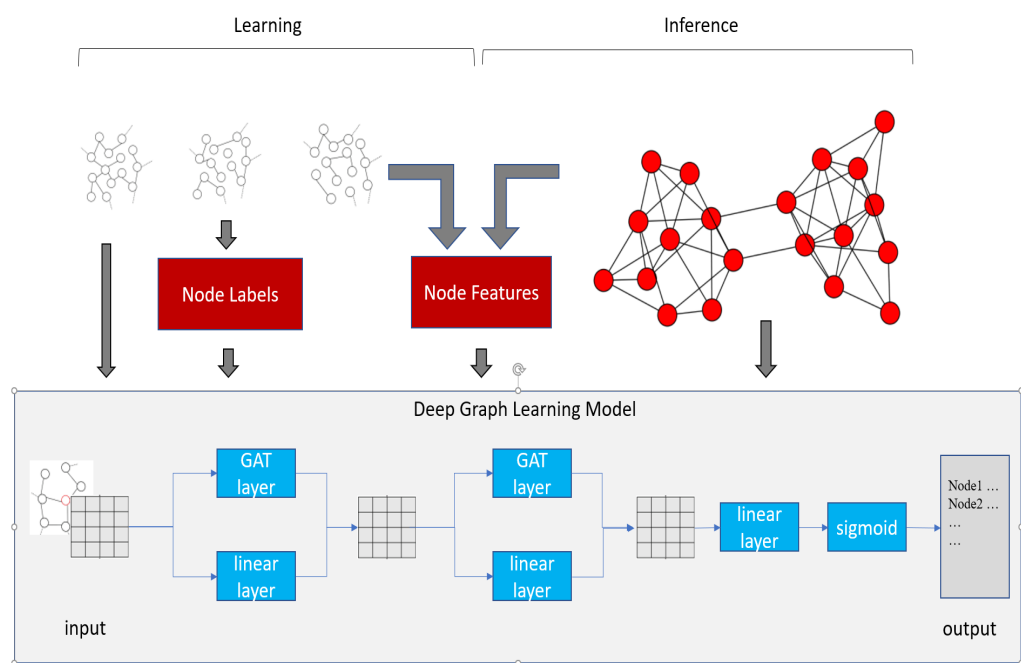 Learning
Inference
Node Labels
Node Features
Deep Graph Learning Model
GAT
layer
GAT
layer
linear
layer
linear
layer
linear
layer
sigmoid
Node1 ...
Node2 ...
...
...
input
output